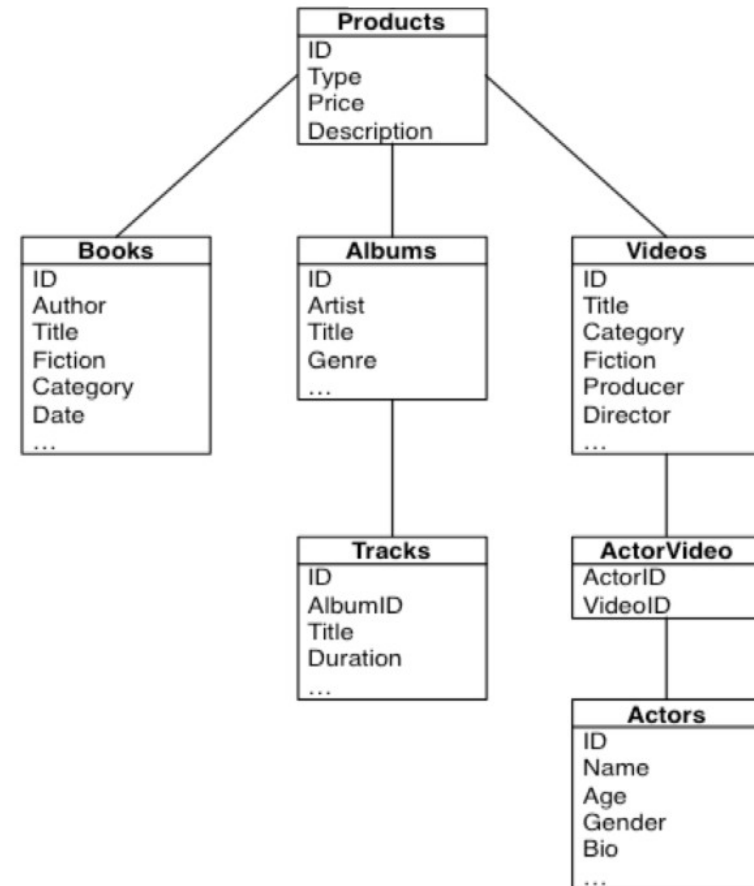 Products
ID
Type
Price
Description
Books
ID
Author
Title
Fiction
Category
Date
...
Albums
ID
Artist
Title
Genre
...
Videos
ID
Title
Category
Fiction
Producer
Director
...
Tracks
ID
AlbumID
Title
Duration
...
ActorVideo
ActorID
VideoID
Actors
ID
Name
Age
Gender
Bio
...